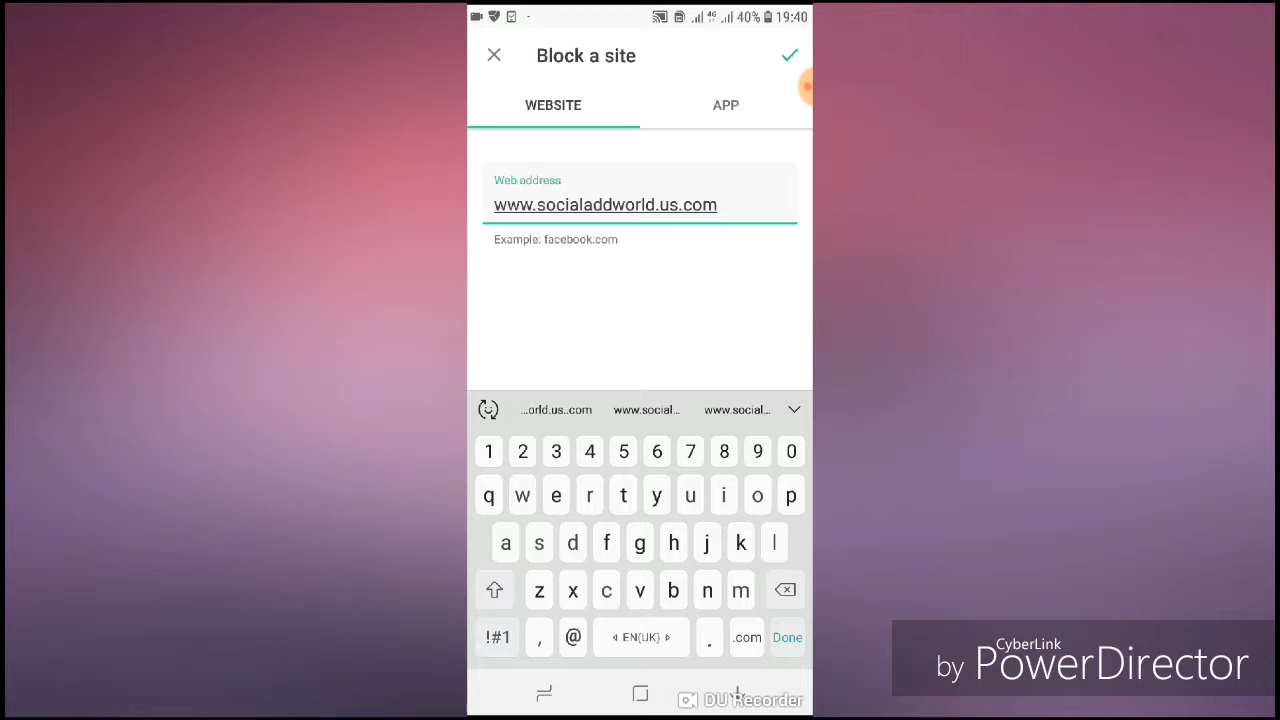 40% 19:40
Block a site
WEBSITE APP
Web address
www.socialaddworld.us.com
Example: facebook.com
...orld.us..com www.social... www.social...
1 2 3 4 5 6 7 8 9 0
q w e r t y u i o p
a s d f g h j k l
z x c v b n m
!#1 , @ EN(UK) . .com Done
DU Recorder
CyberLink
by PowerDirector